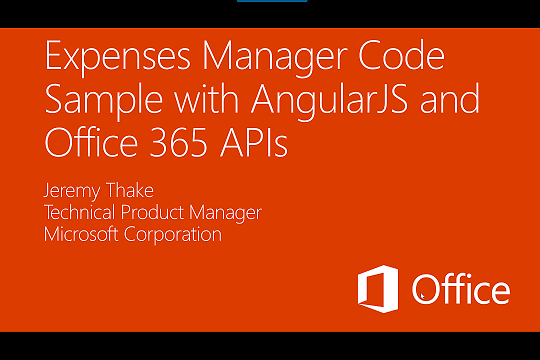 Expenses Manager Code
Sample with AngularJS and
Office 365 APIs
Jeremy Thake
Technical Product Manager
Microsoft Corporation
Office